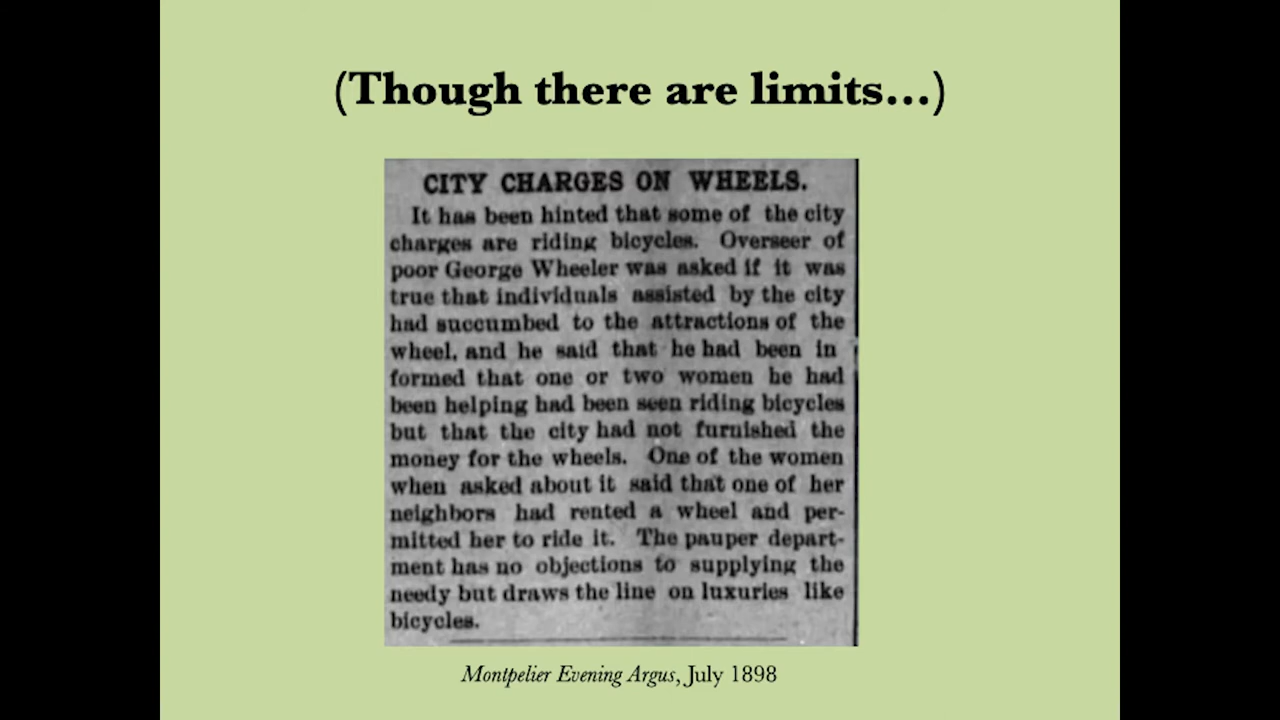 (Though there are limits...)
CITY CHARGES ON WHEELS.
It has been hinted that some of the city
charges are riding bicycles. Overseer of
poor George Wheeler was asked if it was
true that individuals assisted by the city
had succumbed to the attractions of the
wheel, and he said that he had been in
formed that one or two women he had
been helping had been seen riding bicycles
but that the city had not furnished the
money for the wheels. One of the women
when asked about it said that one of her
neighbors had rented a wheel and per-
mitted her to ride it. The pauper depart-
ment has no objections to supplying the
needy but draws the line on luxuries like
bicycles.
Montpelier Evening Argus, July 1898